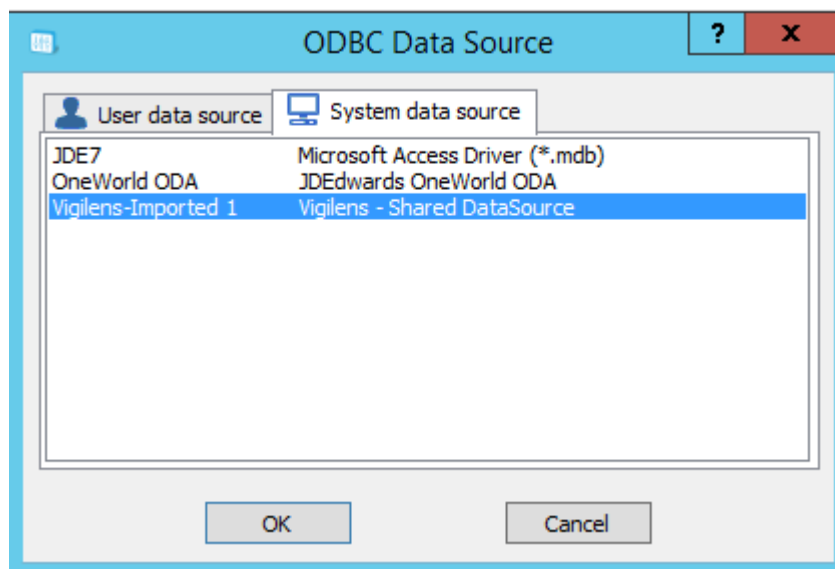 ODBC Data Source ? x
User data source System data source
JDE7 Microsoft Access Driver (*.mdb)
OneWorld ODA JDEdwards OneWorld ODA
Vigilens-Imported 1 Vigilens - Shared DataSource
OK Cancel